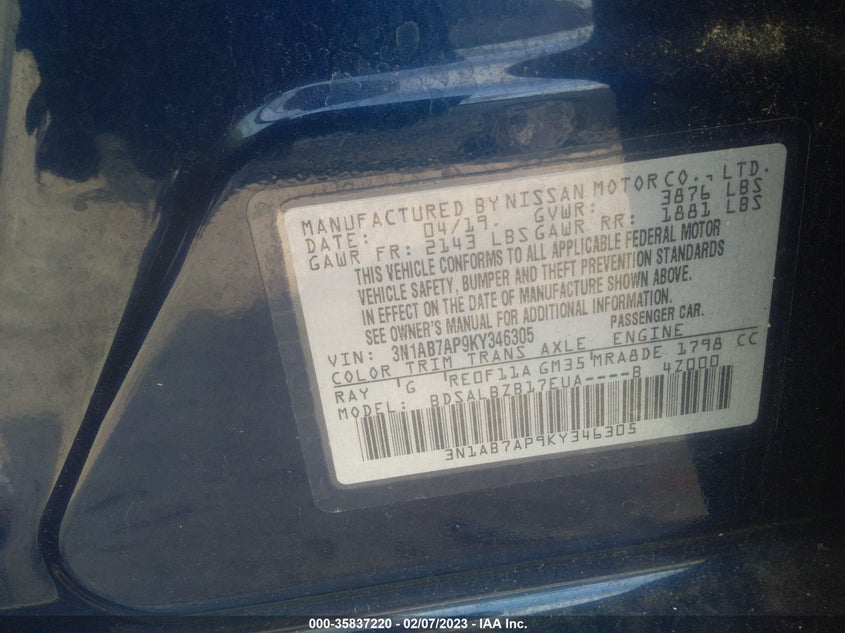 MANUFACTURED BY NISSAN MOTOR CO., LTD.
DATE: 04/19. GVWR: 3876 LBS
GAWR FR: 2143 LBS GAWR RR: 1881 LBS
THIS VEHICLE CONFORMS TO ALL APPLICABLE FEDERAL MOTOR
VEHICLE SAFETY, BUMPER AND THEFT PREVENTION STANDARDS
IN EFFECT ON THE DATE OF MANUFACTURE SHOWN ABOVE.
SEE OWNER'S MANUAL FOR ADDITIONAL INFORMATION.
VIN: 3N1AB7AP9KY346305 PASSENGER CAR.
COLOR TRIM TRANS AXLE ENGINE
RAY G RE0F11A GM35 MRA8DE 1798 CC
MODEL: BDSALBZB17EUA----B 4Z000
3N1AB7AP9KY346305
000-35837220 - 02/07/2023 - IAA Inc.